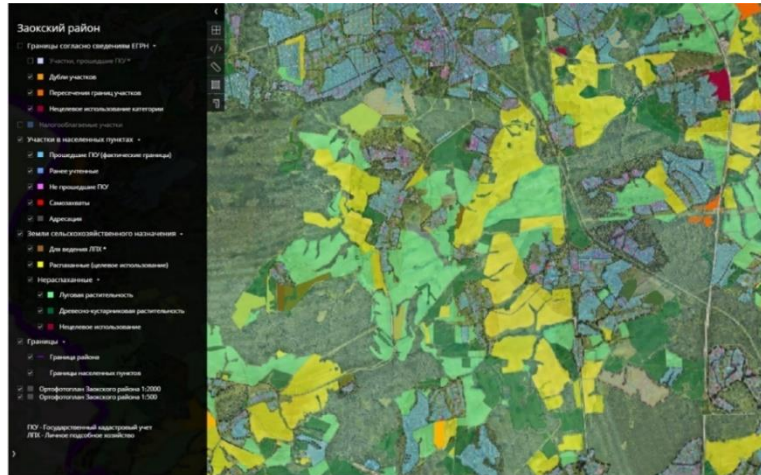 Заокский район
Границы согласно сведениям ЕГРН
Участки, прошедшие ГКУ*
Дубли участков
Пересечения границ участков
Нецелевое использование категории
Налогооблагаемые участки
Участки в населенных пунктах
Прошедшие ГКУ (фактические границы)
Ранее учтенные
Не прошедшие ГКУ
Самозахваты
Адресация
Земли сельскохозяйственного назначения
Для ведения ЛПХ *
Распаханные (целевое использование)
Нераспаханные
Луговая растительность
Древесно-кустарниковая растительность
Нецелевое использование
Границы
Граница района
Границы населенных пунктов
Ортофотоплан Заокского района 1:2000
Ортофотоплан Заокского района 1:500
ГКУ - Государственный кадастровый учет
ЛПХ - Личное подсобное хозяйство